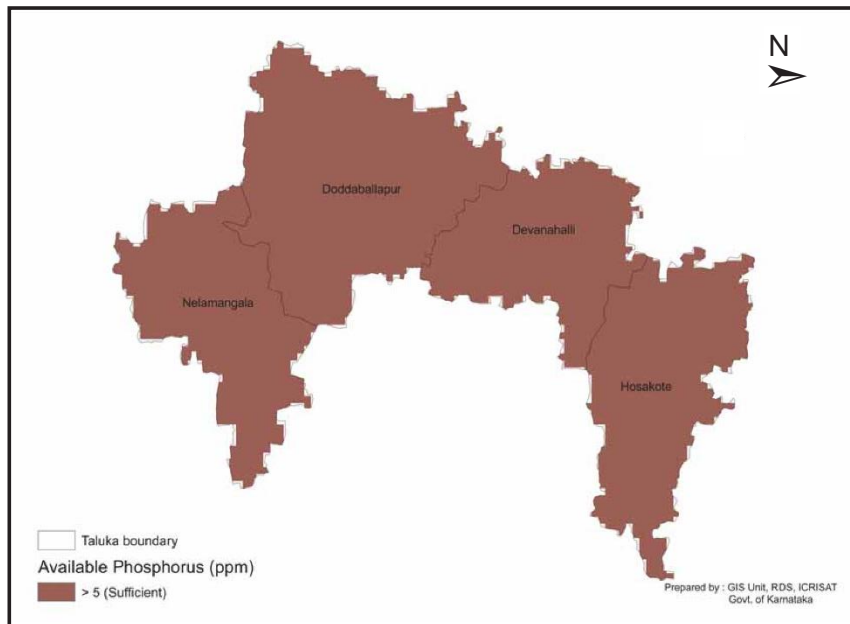 N
Doddaballapur
Devanahalli
Nelamangala
Hosakote
Taluka boundary
Available Phosphorus (ppm)
> 5 (Sufficient)
Prepared by : GIS Unit, RDS, ICRISAT
Govt. of Karnataka